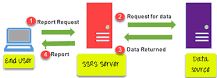 1 Report Request
2 Request for data
4 Report
3 Data Returned
End User
SSRS Server
Data Source